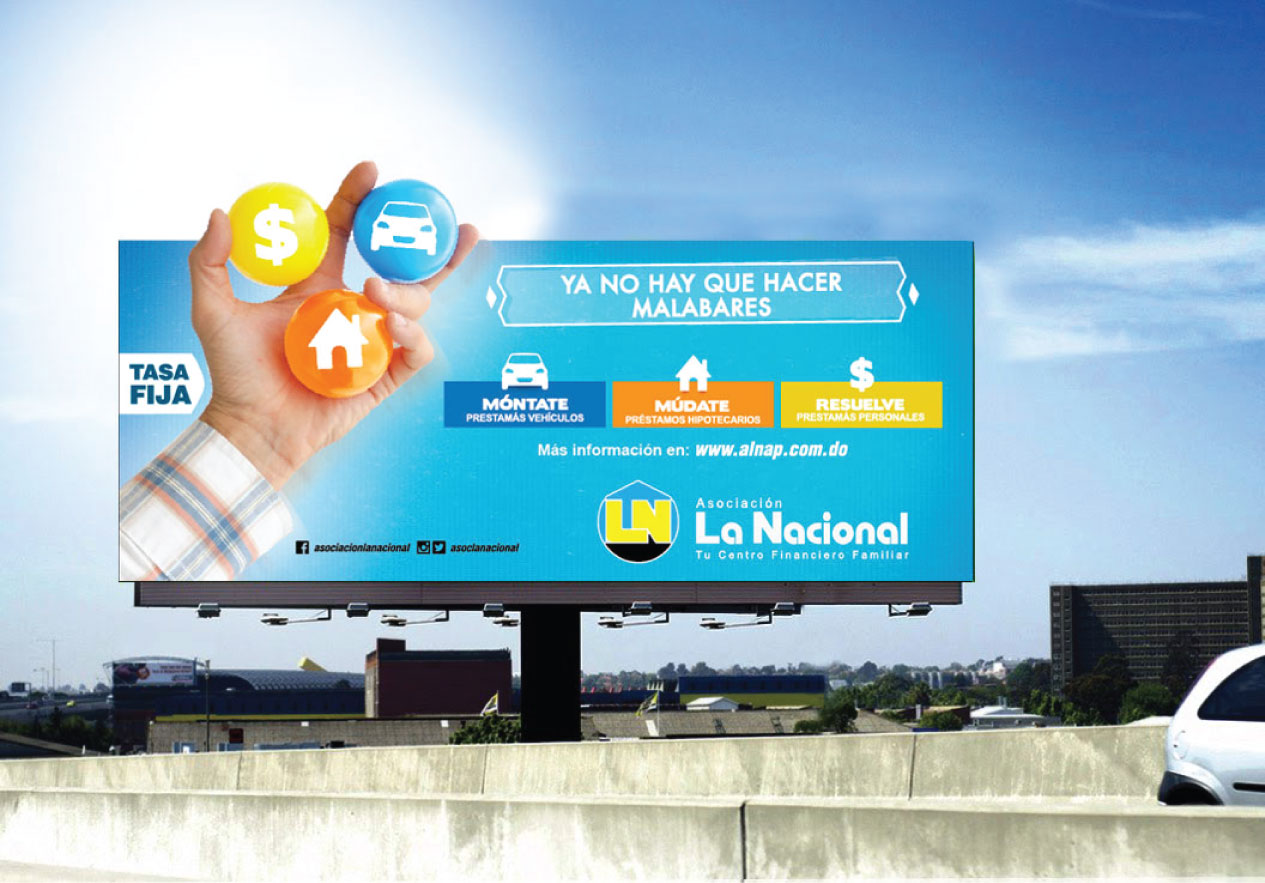 YA NO HAY QUE HACER
MALABARES
TASA
FIJA
$
MÓNTATE
PRESTAMÁS VEHÍCULOS
MÚDATE
PRÉSTAMOS HIPOTECARIOS
$
RESUELVE
PRESTAMÁS PERSONALES
Más información en: www.alnap.com.do
LN
Asociación
La Nacional
Tu Centro Financiero Familiar
asociacionlanacional
asoclanacional